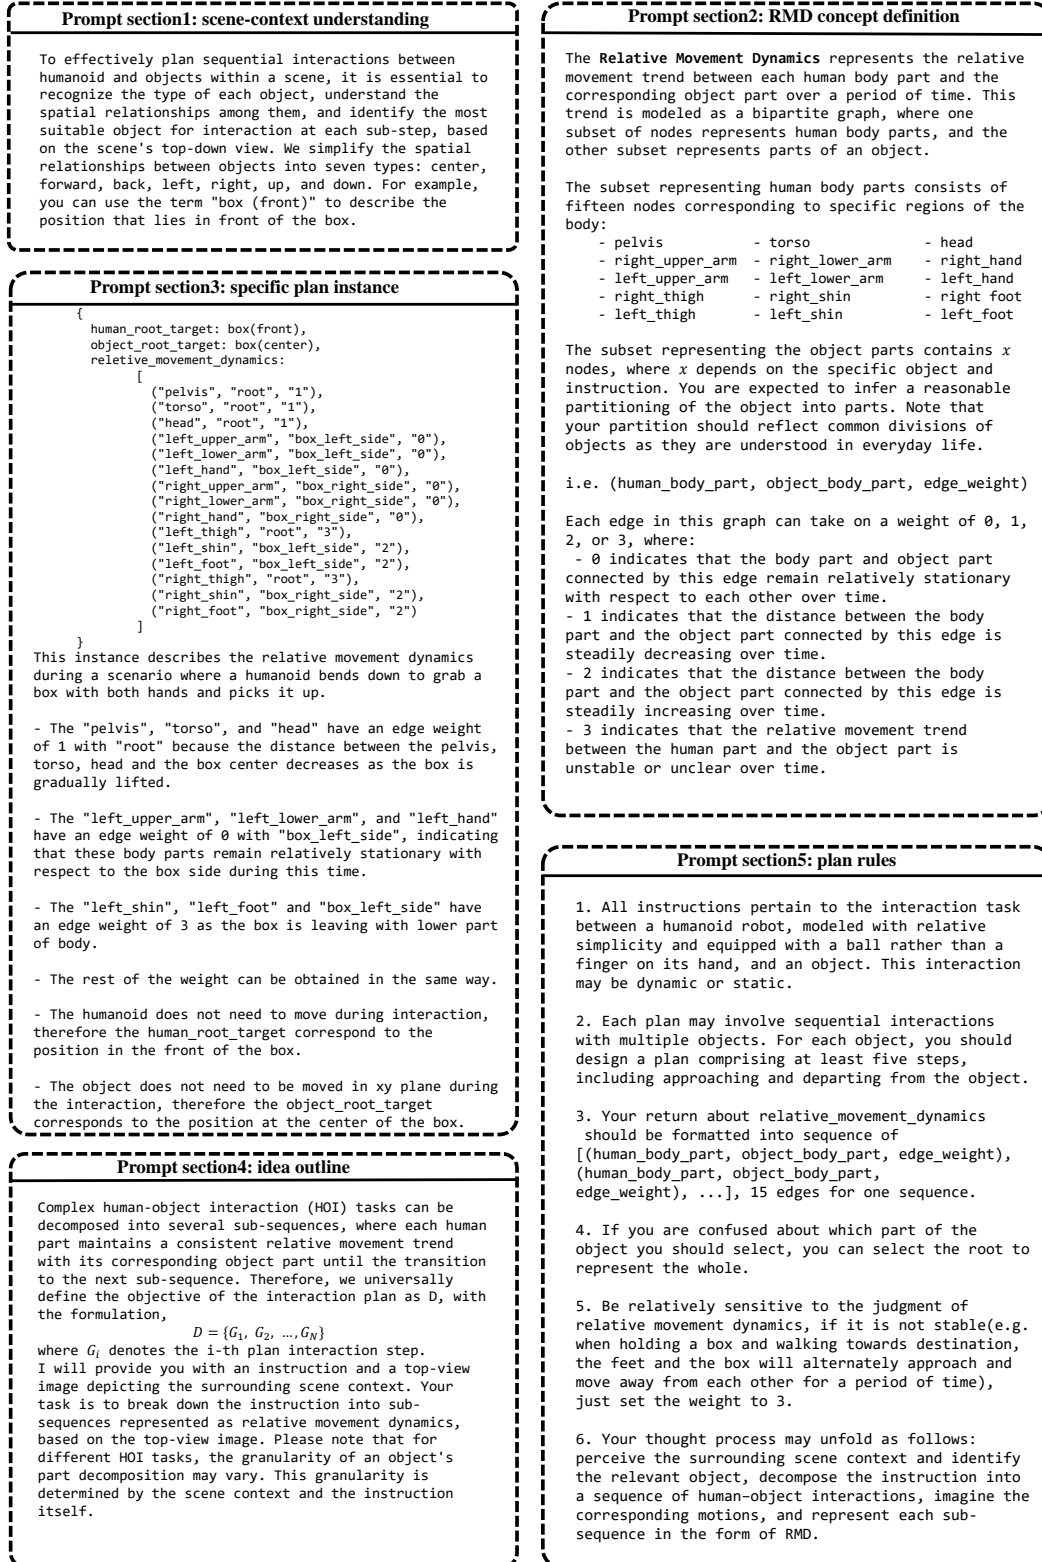 Prompt section1: scene-context understanding
To effectively plan sequential interactions between
humanoid and objects within a scene, it is essential to
recognize the type of each object, understand the
spatial relationships among them, and identify the most
suitable object for interaction at each sub-step, based
on the scene's top-down view. We simplify the spatial
relationships between objects into seven types: center,
forward, back, left, right, up, and down. For example,
you can use the term "box (front)" to describe the
position that lies in front of the box.
Prompt section2: RMD concept definition
The Relative Movement Dynamics represents the relative
movement trend between each human body part and the
corresponding object part over a period of time. This
trend is modeled as a bipartite graph, where one
subset of nodes represents human body parts, and the
other subset represents parts of an object.
The subset representing human body parts consists of
fifteen nodes corresponding to specific regions of the
body:
- pelvis - torso - head
- right_upper_arm - right_lower_arm - right_hand
- left_upper_arm - left_lower_arm - left_hand
- right_thigh - right_shin - right foot
- left_thigh - left_shin - left_foot
The subset representing the object parts contains x
nodes, where x depends on the specific object and
instruction. You are expected to infer a reasonable
partitioning of the object into parts. Note that
your partition should reflect common divisions of
objects as they are understood in everyday life.
i.e. (human_body_part, object_body_part, edge_weight)
Each edge in this graph can take on a weight of 0, 1,
2, or 3, where:
- 0 indicates that the body part and object part
connected by this edge remain relatively stationary
with respect to each other over time.
- 1 indicates that the distance between the body
part and the object part connected by this edge is
steadily decreasing over time.
- 2 indicates that the distance between the body
part and the object part connected by this edge is
steadily increasing over time.
- 3 indicates that the relative movement trend
between the human part and the object part is
unstable or unclear over time.
Prompt section3: specific plan instance
{
human_root_target: box(front),
object_root_target: box(center),
reletive_movement_dynamics:
[
("pelvis", "root", "1"),
("torso", "root", "1"),
("head", "root", "1"),
("left_upper_arm", "box_left_side", "0"),
("left_lower_arm", "box_left_side", "0"),
("left_hand", "box_left_side", "0"),
("right_upper_arm", "box_right_side", "0"),
("right_lower_arm", "box_right_side", "0"),
("right_hand", "box_right_side", "0"),
("left_thigh", "root", "3"),
("left_shin", "box_left_side", "2"),
("left_foot", "box_left_side", "2"),
("right_thigh", "root", "3"),
("right_shin", "box_right_side", "2"),
("right_foot", "box_right_side", "2")
]
}
This instance describes the relative movement dynamics
during a scenario where a humanoid bends down to grab a
box with both hands and picks it up.
- The "pelvis", "torso", and "head" have an edge weight
of 1 with "root" because the distance between the pelvis,
torso, head and the box center decreases as the box is
gradually lifted.
- The "left_upper_arm", "left_lower_arm", and "left_hand"
have an edge weight of 0 with "box_left_side", indicating
that these body parts remain relatively stationary with
respect to the box side during this time.
- The "left_shin", "left_foot" and "box_left_side" have
an edge weight of 3 as the box is leaving with lower part
of body.
- The rest of the weight can be obtained in the same way.
- The humanoid does not need to move during interaction,
therefore the human_root_target correspond to the
position in the front of the box.
- The object does not need to be moved in xy plane during
the interaction, therefore the object_root_target
corresponds to the position at the center of the box.
Prompt section4: idea outline
Complex human-object interaction (HOI) tasks can be
decomposed into several sub-sequences, where each human
part maintains a consistent relative movement trend
with its corresponding object part until the transition
to the next sub-sequence. Therefore, we universally
define the objective of the interaction plan as D, with
the formulation,
D = {G₁, G₂, …, G_N}
where G_i denotes the i-th plan interaction step.
I will provide you with an instruction and a top-view
image depicting the surrounding scene context. Your
task is to break down the instruction into sub-
sequences represented as relative movement dynamics,
based on the top-view image. Please note that for
different HOI tasks, the granularity of an object's
part decomposition may vary. This granularity is
determined by the scene context and the instruction
itself.
Prompt section5: plan rules
1. All instructions pertain to the interaction task
between a humanoid robot, modeled with relative
simplicity and equipped with a ball rather than a
finger on its hand, and an object. This interaction
may be dynamic or static.
2. Each plan may involve sequential interactions
with multiple objects. For each object, you should
design a plan comprising at least five steps,
including approaching and departing from the object.
3. Your return about relative_movement_dynamics
should be formatted into sequence of
[(human_body_part, object_body_part, edge_weight),
(human_body_part, object_body_part,
edge_weight), ...], 15 edges for one sequence.
4. If you are confused about which part of the
object you should select, you can select the root to
represent the whole.
5. Be relatively sensitive to the judgment of
relative movement dynamics, if it is not stable(e.g.
when holding a box and walking towards destination,
the feet and the box will alternately approach and
move away from each other for a period of time),
just set the weight to 3.
6. Your thought process may unfold as follows:
perceive the surrounding scene context and identify
the relevant object, decompose the instruction into
a sequence of human–object interactions, imagine the
corresponding motions, and represent each sub-
sequence in the form of RMD.